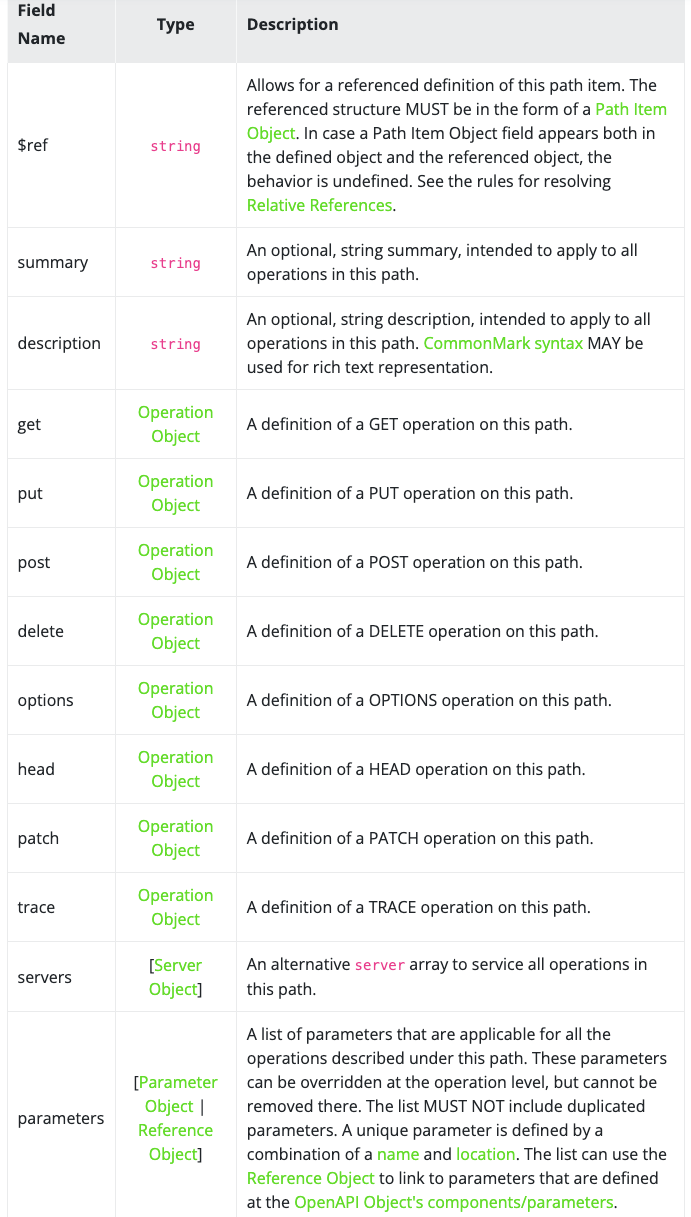 Field Name
Type
Description
$ref
string
Allows for a referenced definition of this path item. The
referenced structure MUST be in the form of a Path Item
Object. In case a Path Item Object field appears both in
the defined object and the referenced object, the
behavior is undefined. See the rules for resolving
Relative References.
summary
string
An optional, string summary, intended to apply to all
operations in this path.
description
string
An optional, string description, intended to apply to all
operations in this path. CommonMark syntax MAY be
used for rich text representation.
get
Operation
Object
A definition of a GET operation on this path.
put
Operation
Object
A definition of a PUT operation on this path.
post
Operation
Object
A definition of a POST operation on this path.
delete
Operation
Object
A definition of a DELETE operation on this path.
options
Operation
Object
A definition of a OPTIONS operation on this path.
head
Operation
Object
A definition of a HEAD operation on this path.
patch
Operation
Object
A definition of a PATCH operation on this path.
trace
Operation
Object
A definition of a TRACE operation on this path.
servers
[Server
Object]
An alternative server array to service all operations in
this path.
parameters
[Parameter
Object |
Reference
Object]
A list of parameters that are applicable for all the
operations described under this path. These parameters
can be overridden at the operation level, but cannot be
removed there. The list MUST NOT include duplicated
parameters. A unique parameter is defined by a
combination of a name and location. The list can use the
Reference Object to link to parameters that are defined
at the OpenAPI Object's components/parameters.